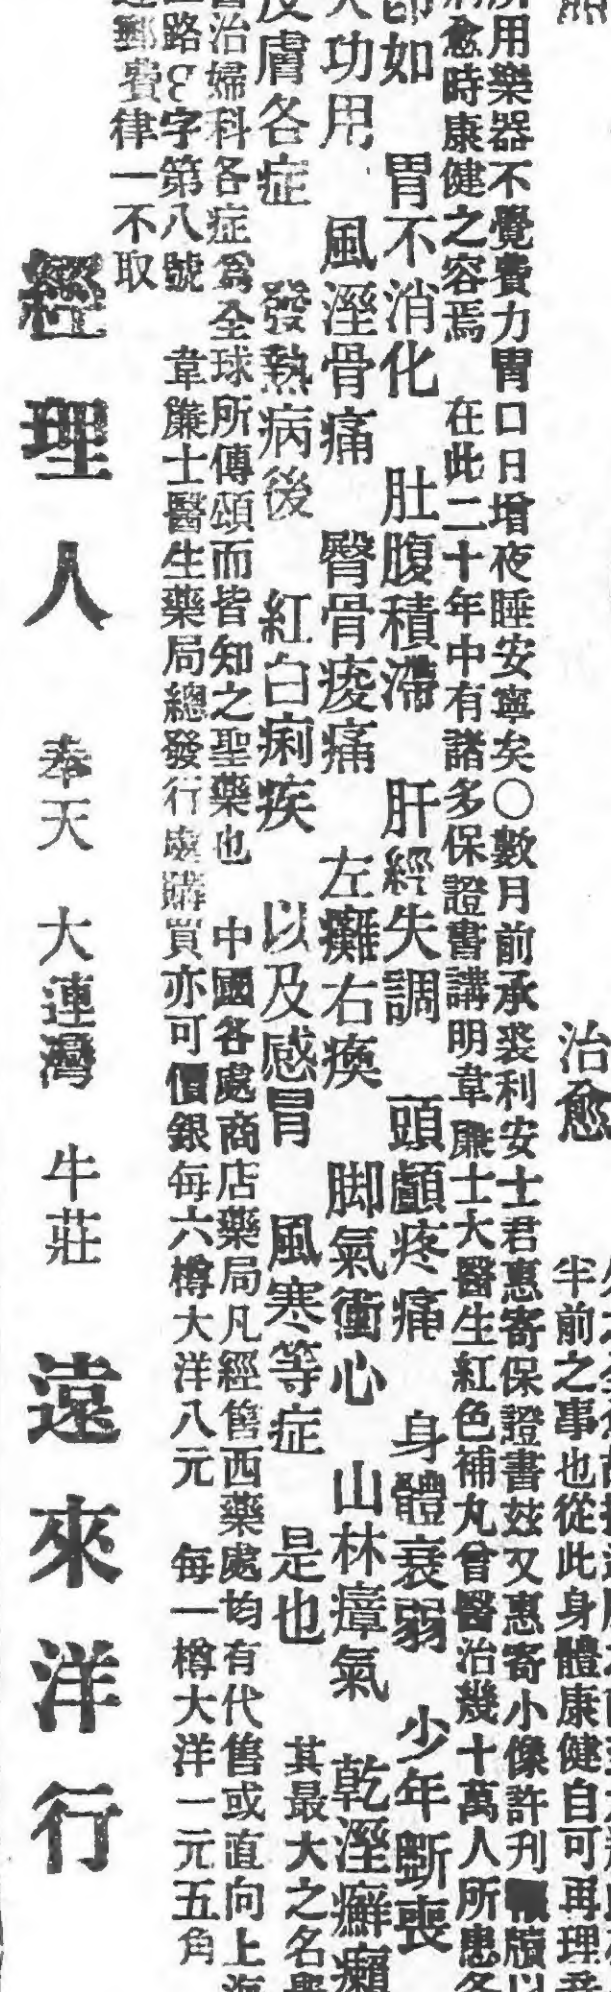 治愈
半前之事也從此身體康健自可再理
所用樂器不覺費力胃口日增夜睡安寧矣○數月前承裘利安士君惠寄保證書玆又惠寄小像許刊 牘以
愈時康健之容焉 在此二十年中有諸多保證書講明韋廉士大醫生紅色補丸曾醫治幾十萬人所患各
即如 胃不消化 肚腹積滯 肝經失調 頭顱疼痛 身體衰弱 少年斷喪
功用 風溼骨痛 臀骨痠痛 左癱右瘓 脚氣衝心 山林瘴氣 乾溼癬癩
皮膚各症 發熱病後 紅白痢疾 以及感冒 風寒等症 是也 其最大之名譽
治婦科各症爲全球所傳頌而皆知之聖藥也 中國各處商店藥局凡經售西藥處均有代售或直向上海
路 字第八號 韋廉士醫生藥局總發行處購買亦可價銀每六樽大洋八元 每一樽大洋一元五角
郵費律一不取
經理人 奉天 大連灣 牛莊 遠來洋行